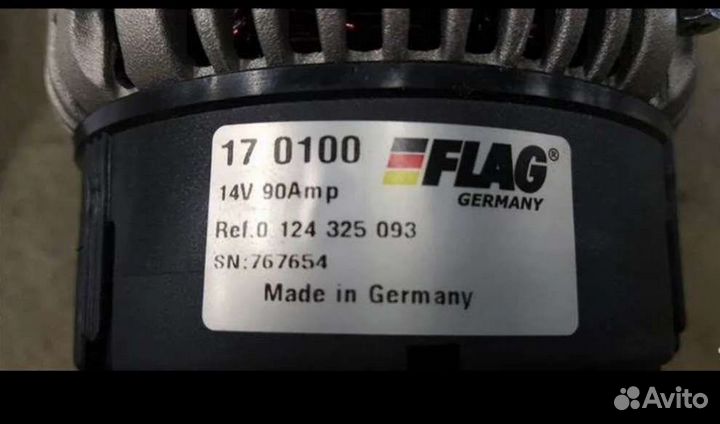 17 0100
FLAG®
GERMANY
14V 90Amp
Ref.0 124 325 093
SN:767654
Made in Germany
Avito